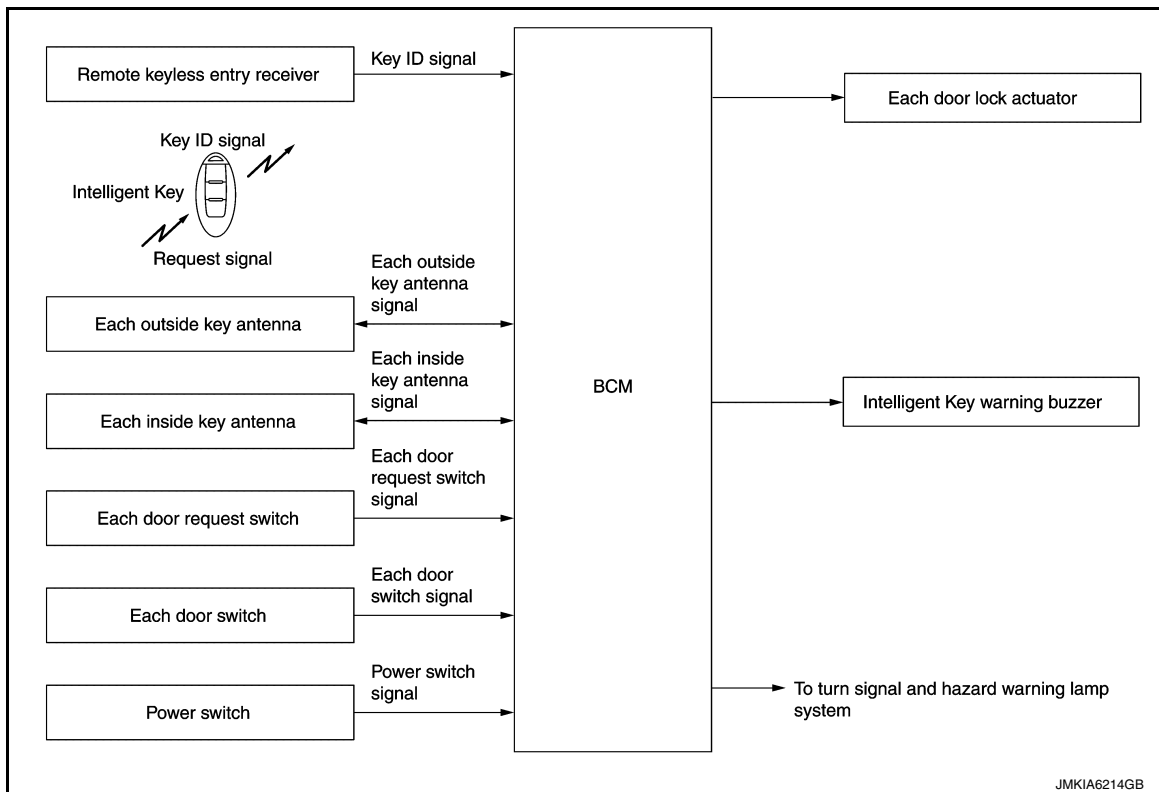 Remote keyless entry receiver
Key ID signal
Each door lock actuator
Key ID signal
Intelligent Key
Request signal
Each outside
key antenna
signal
Each outside key antenna
Each inside
key antenna
signal
Each inside key antenna
BCM
Intelligent Key warning buzzer
Each door
request switch
signal
Each door request switch
Each door
switch signal
Each door switch
Power switch
signal
Power switch
To turn signal and hazard warning lamp
system
JMKIA6214GB